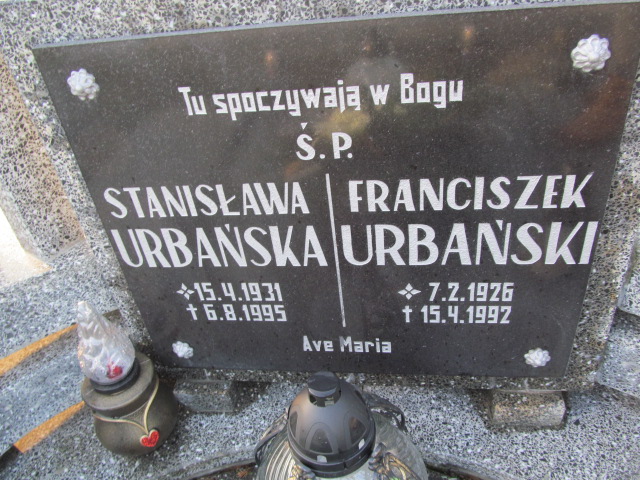 Tu spoczywają w Bogu
Ś.P.
STANISŁAWA
URBAŃSKA
15.4.1931
† 6.8.1995
FRANCISZEK
URBAŃSKI
7.2.1926
† 15.4.1992
Ave Maria